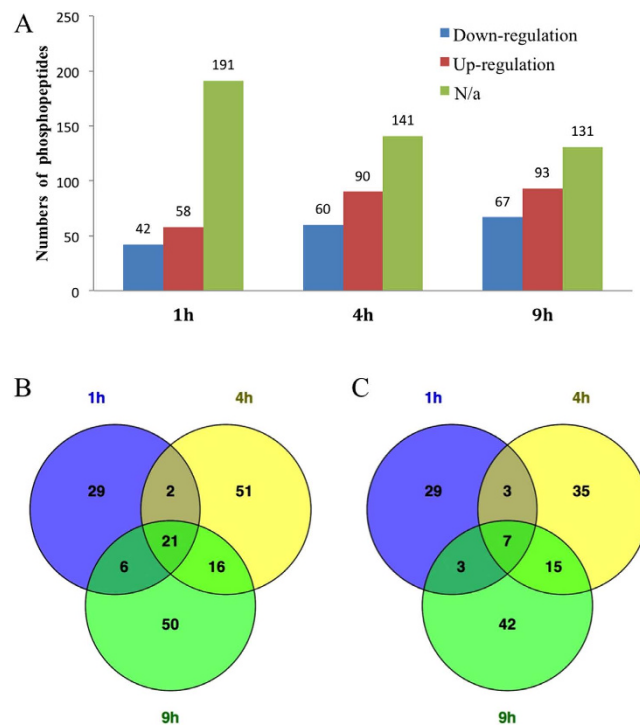 A
Numbers of phosphopeptides
250
200
150
100
50
0
Down-regulation
Up-regulation
N/a
42 58 191
60 90 141
67 93 131
1h 4h 9h
B
1h 4h
29 2 51
21
6 16
50
9h
C
1h 4h
29 3 35
7
3 15
42
9h